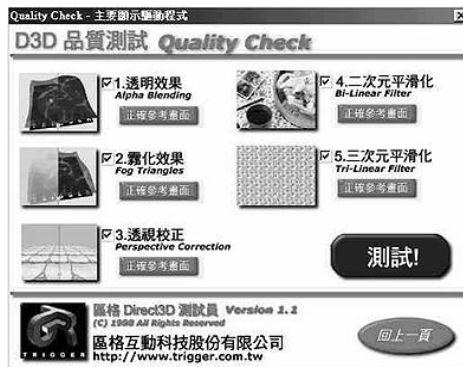 Quality Check - 主要顯示驅動程式
D3D 品質測試 Quality Check
1.透明效果
Alpha Blending
正確參考畫面
2.霧化效果
Fog Triangles
正確參考畫面
3.透視校正
Perspective Correction
正確參考畫面
4.二次元平滑化
Bi-Linear Filter
正確參考畫面
5.三次元平滑化
Tri-Linear Filter
正確參考畫面
測試!
TRIGGER
區格 Direct3D 測試員 Version 1.1
(C) 1998 All Rights Reserved
區格互動科技股份有限公司
http://www.trigger.com.tw
回上一頁